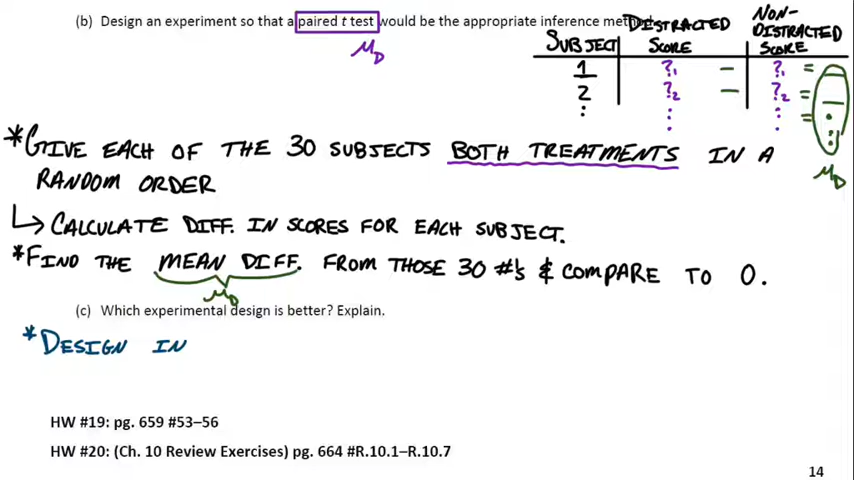 (b) Design an experiment so that a paired t test would be the appropriate inference method.
μD
SUBJECT DISTRACTED SCORE NON-DISTRACTED SCORE
1 ?₁ – ?₁ =
2 ?₂ – ?₂ =
⋮ ⋮ ⋮ =
μD
*GIVE EACH OF THE 30 SUBJECTS BOTH TREATMENTS IN A
RANDOM ORDER
↳ CALCULATE DIFF. IN SCORES FOR EACH SUBJECT.
*FIND THE MEAN DIFF. FROM THOSE 30 #'s & COMPARE TO 0.
μD
(c) Which experimental design is better? Explain.
*DESIGN IN
HW #19: pg. 659 #53–56
HW #20: (Ch. 10 Review Exercises) pg. 664 #R.10.1–R.10.7
14